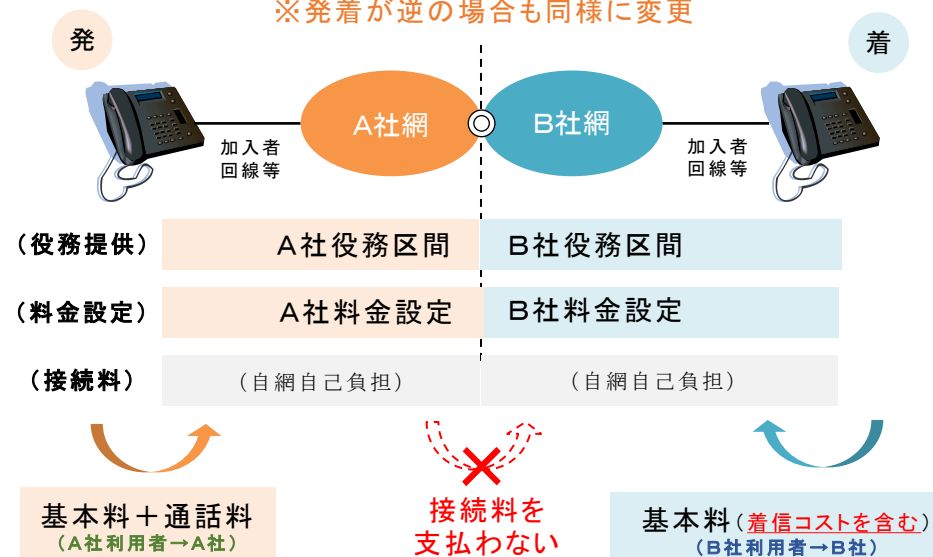 ※発着が逆の場合も同様に変更
発
着
A社網
B社網
加入者
回線等
加入者
回線等
(役務提供)
A社役務区間
B社役務区間
(料金設定)
A社料金設定
B社料金設定
(接続料)
(自網自己負担)
(自網自己負担)
基本料＋通話料
(A社利用者→A社)
接続料を
支払わない
基本料(着信コストを含む)
(B社利用者→B社)